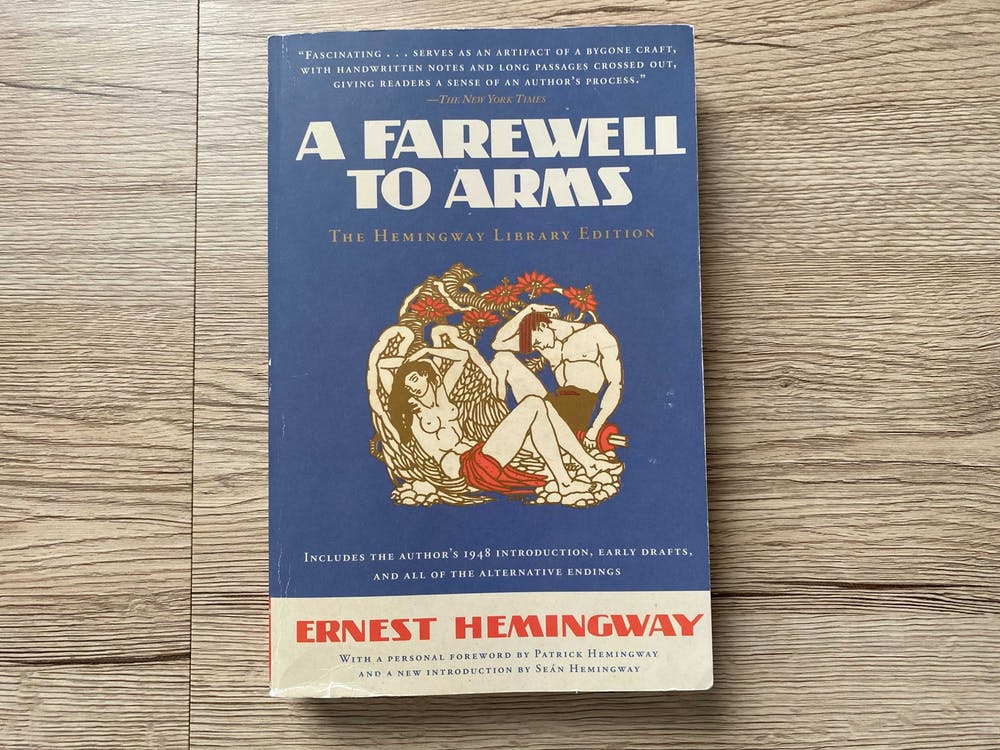 “Fascinating . . . serves as an artifact of a bygone craft,
with handwritten notes and long passages crossed out,
giving readers a sense of an author’s process.”
—The New York Times
A FAREWELL
TO ARMS
The Hemingway Library Edition
Includes the author’s 1948 introduction, early drafts,
and all of the alternative endings
ERNEST HEMINGWAY
With a personal foreword by Patrick Hemingway
and a new introduction by Seán Hemingway